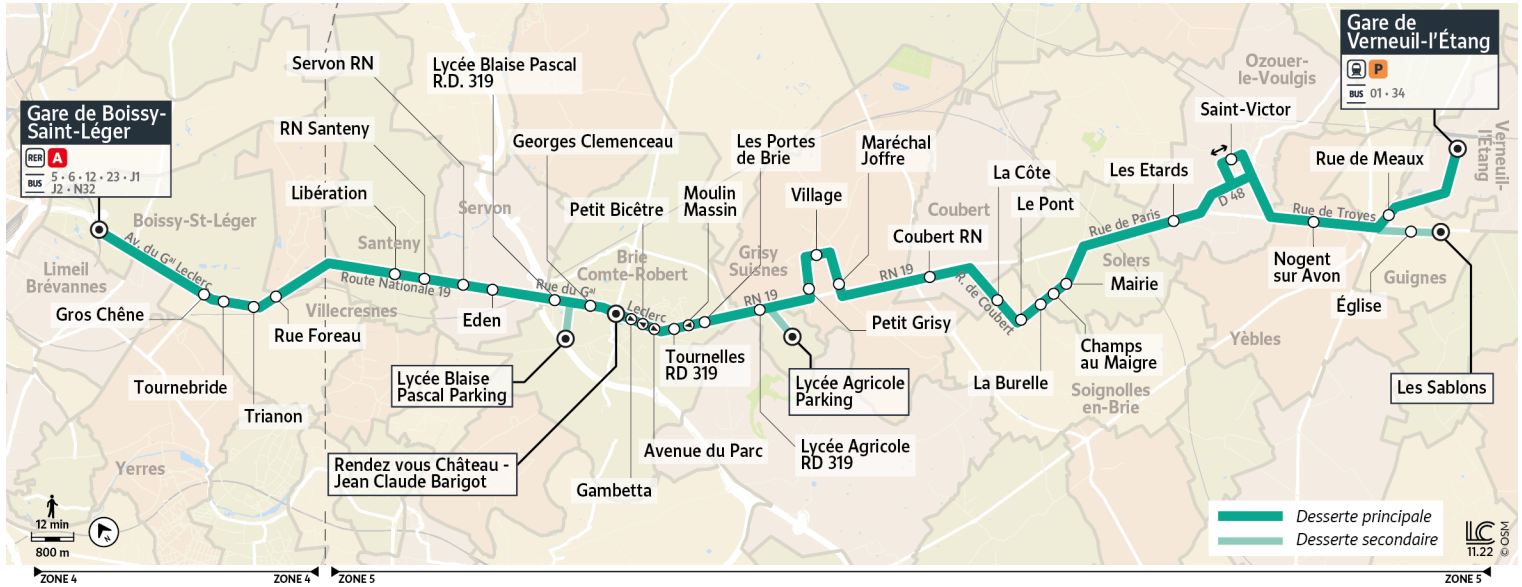 Gare de Boissy-
Saint-Léger
RER A
BUS 5 • 6 • 12 • 23 • J1
J2 • N32
Servon RN
RN Santeny
Libération
Lycée Blaise Pascal
R.D. 319
Georges Clemenceau
Petit Bicêtre
Moulin
Massin
Les Portes
de Brie
Maréchal
Joffre
Village
La Côte
Le Pont
Coubert RN
Les Etards
Saint-Victor
Gare de
Verneuil-l'Étang
P
BUS 01 • 34
Rue de Meaux
Boissy-St-Léger
Av. du Gal Leclerc
Limeil
Brévannes
Santeny
Servon
Villecresnes
Route Nationale 19
Rue du Gal
Leclerc
Brie
Comte-Robert
Grisy
Suisnes
RN 19
RN 19
Coubert
R. de Coubert
Solers
Rue de Paris
D 48
Ozouer-
le-Voulgis
Rue de Troyes
Verneuil-
l'Étang
Guignes
Yèbles
Soignolles
en-Brie
Yerres
Gros Chêne
Tournebride
Trianon
Rue Foreau
Eden
Lycée Blaise
Pascal Parking
Rendez vous Château -
Jean Claude Barigot
Gambetta
Avenue du Parc
Tournelles
RD 319
Lycée Agricole
Parking
Lycée Agricole
RD 319
Petit Grisy
La Burelle
Champs
au Maigre
Mairie
Nogent
sur Avon
Église
Les Sablons
12 min
800 m
N
Desserte principale
Desserte secondaire
LC
11.22
© OSM
ZONE 4
ZONE 4
ZONE 5
ZONE 5